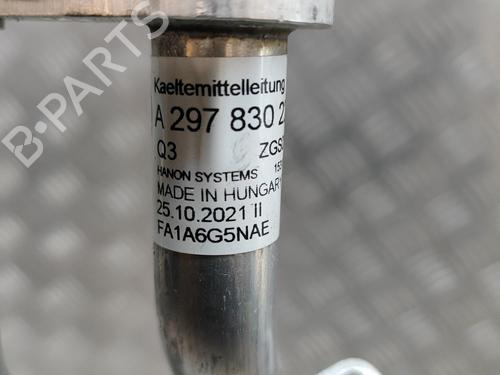 B-PARTS
Kaeltemittelleitung
A 297 830 2
Q3 ZGS
HANON SYSTEMS
MADE IN HUNGARY
25.10.2021 II
FA1A6G5NAE